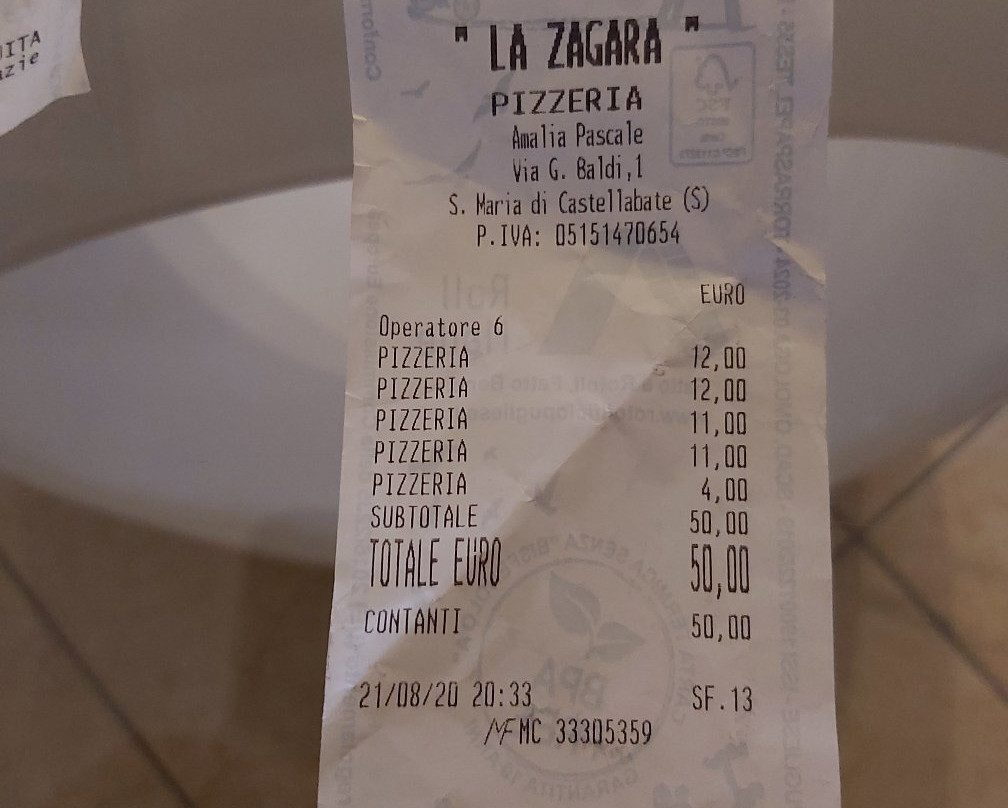 " LA ZAGARA "
PIZZERIA
Amalia Pascale
Via G. Baldi,1
S. Maria di Castellabate (S)
P.IVA: 05151470654
EURO
Operatore 6
PIZZERIA 12,00
PIZZERIA 12,00
PIZZERIA 11,00
PIZZERIA 11,00
PIZZERIA 4,00
SUBTOTALE 50,00
TOTALE EURO 50,00
CONTANTI 50,00
21/08/20 20:33 SF.13
MF MC 33305359